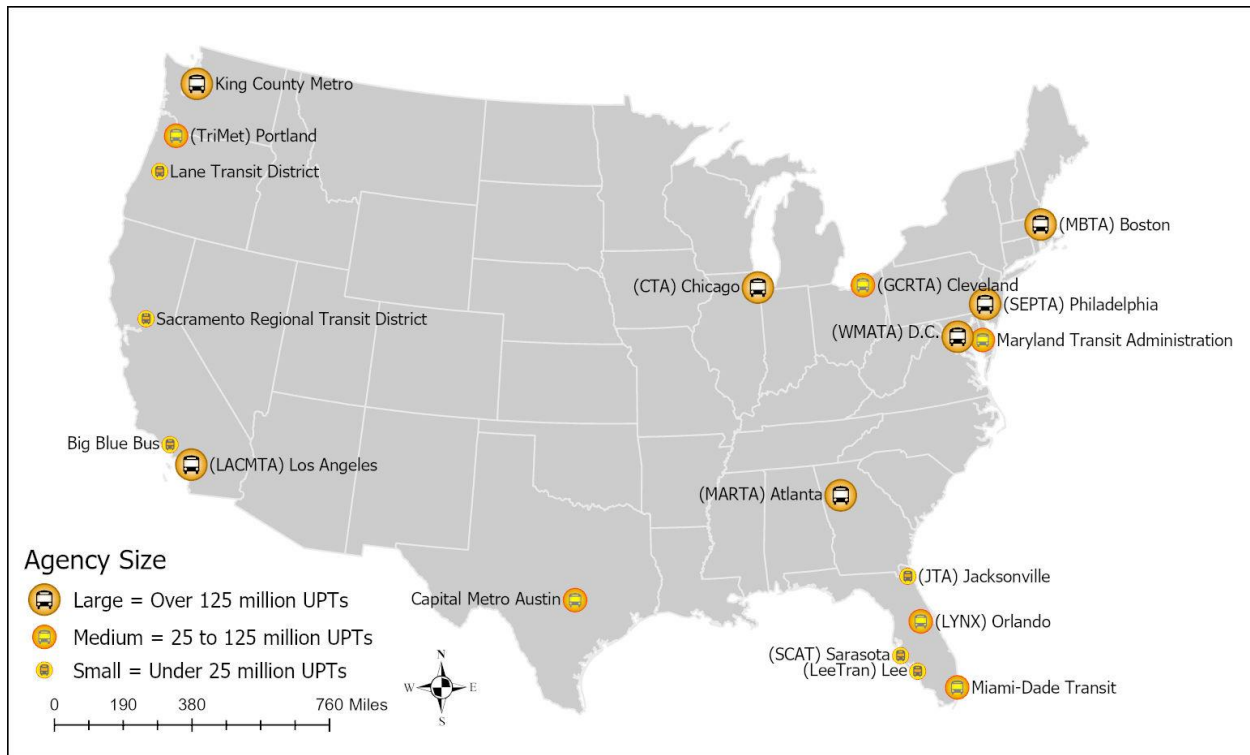 King County Metro
(TriMet) Portland
Lane Transit District
(MBTA) Boston
(CTA) Chicago
(GCRTA) Cleveland
(SEPTA) Philadelphia
Sacramento Regional Transit District
(WMATA) D.C.
Maryland Transit Administration
Big Blue Bus
(LACMTA) Los Angeles
(MARTA) Atlanta
(JTA) Jacksonville
Capital Metro Austin
(LYNX) Orlando
(SCAT) Sarasota
(LeeTran) Lee
Miami-Dade Transit
Agency Size
Large = Over 125 million UPTs
Medium = 25 to 125 million UPTs
Small = Under 25 million UPTs
0 190 380 760 Miles
N
W E
S